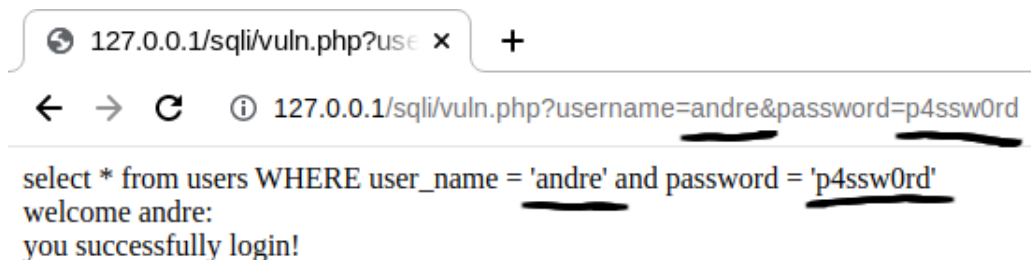 127.0.0.1/sqli/vuln.php?use
127.0.0.1/sqli/vuln.php?username=andre&password=p4ssw0rd
select * from users WHERE user_name = 'andre' and password = 'p4ssw0rd'
welcome andre:
you successfully login!